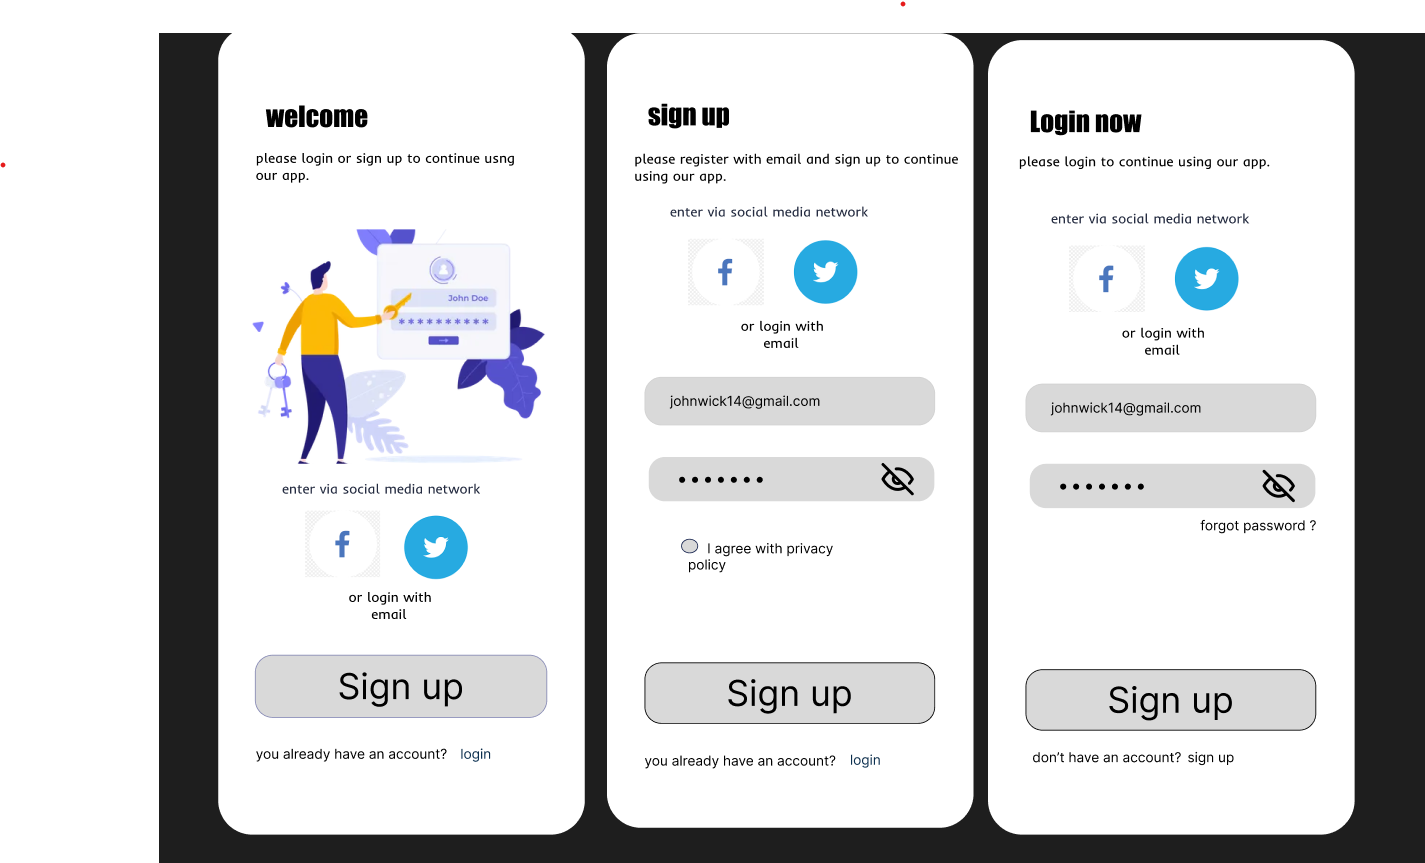 welcome
please login or sign up to continue usng
our app.
John Doe
**********
enter via social media network
f
or login with
email
Sign up
you already have an account? login
sign up
please register with email and sign up to continue
using our app.
enter via social media network
f
or login with
email
johnwick14@gmail.com
•••••••
I agree with privacy
policy
Sign up
you already have an account? login
Login now
please login to continue using our app.
enter via social media network
f
or login with
email
johnwick14@gmail.com
•••••••
forgot password ?
Sign up
don't have an account? sign up